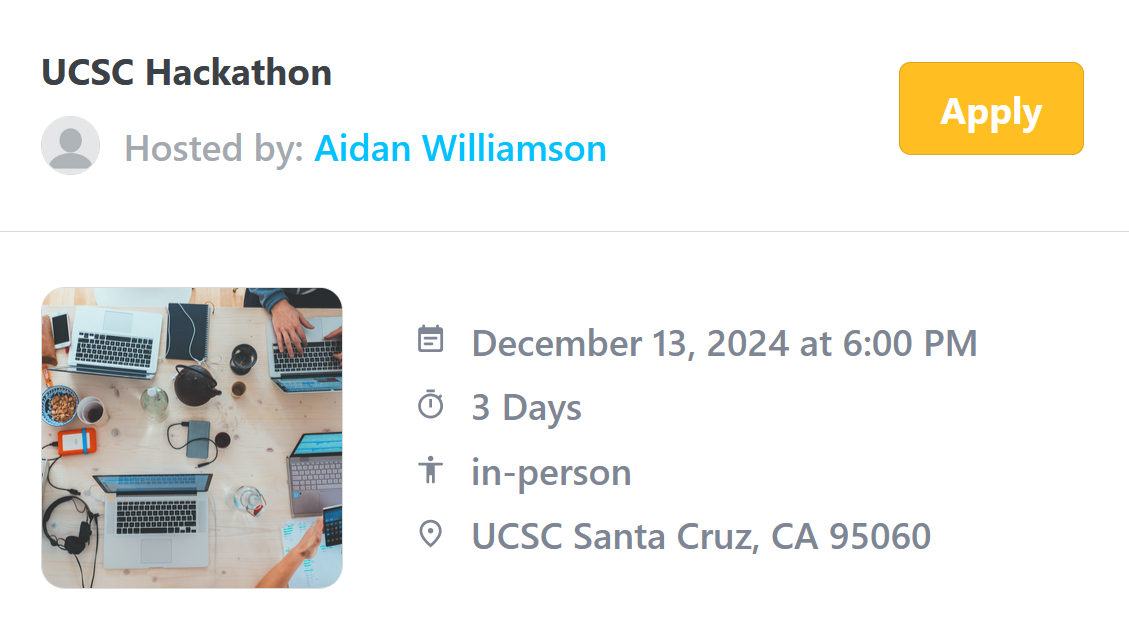 UCSC Hackathon
Apply
Hosted by: Aidan Williamson
December 13, 2024 at 6:00 PM
3 Days
in-person
UCSC Santa Cruz, CA 95060